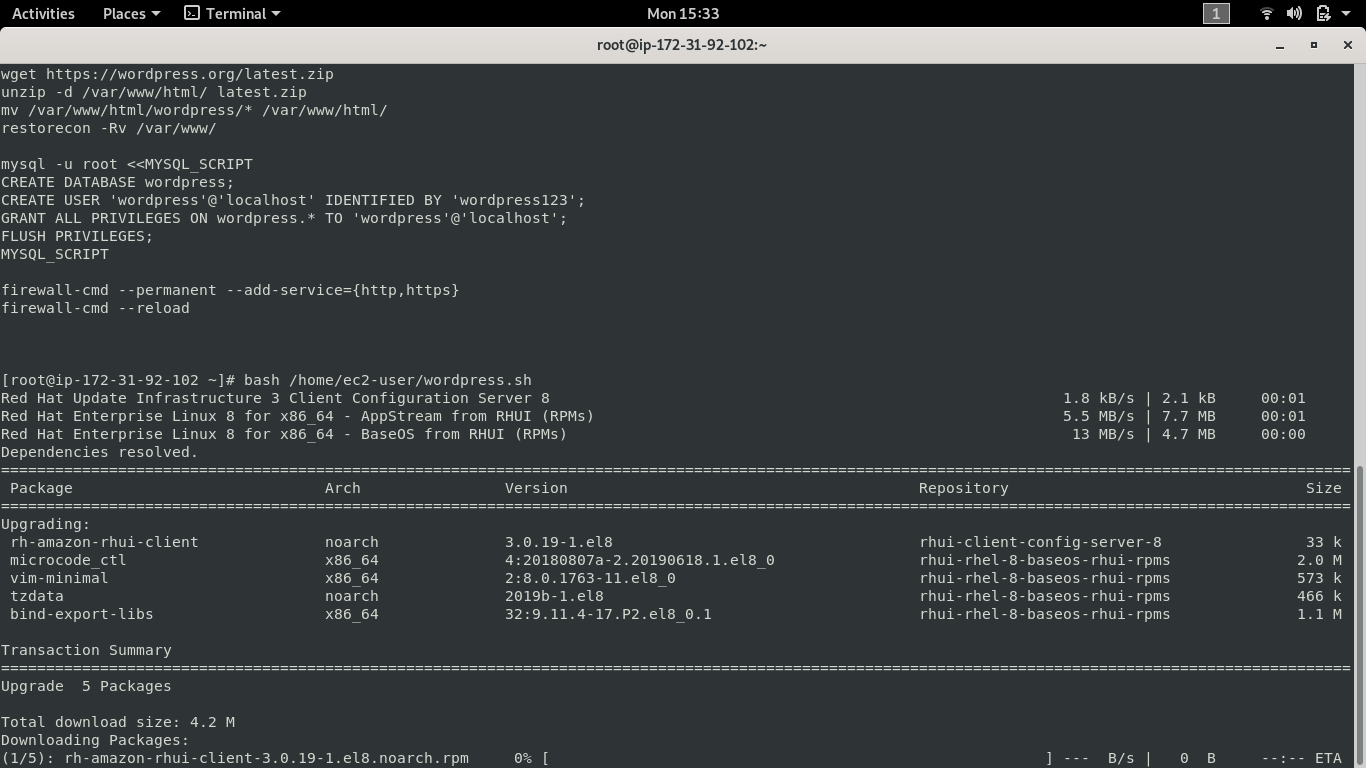 Activities Places Terminal Mon 15:33 1
root@ip-172-31-92-102:~
wget https://wordpress.org/latest.zip
unzip -d /var/www/html/ latest.zip
mv /var/www/html/wordpress/* /var/www/html/
restorecon -Rv /var/www/
mysql -u root <<MYSQL_SCRIPT
CREATE DATABASE wordpress;
CREATE USER 'wordpress'@'localhost' IDENTIFIED BY 'wordpress123';
GRANT ALL PRIVILEGES ON wordpress.* TO 'wordpress'@'localhost';
FLUSH PRIVILEGES;
MYSQL_SCRIPT
firewall-cmd --permanent --add-service={http,https}
firewall-cmd --reload
[root@ip-172-31-92-102 ~]# bash /home/ec2-user/wordpress.sh
Red Hat Update Infrastructure 3 Client Configuration Server 8 1.8 kB/s | 2.1 kB 00:01
Red Hat Enterprise Linux 8 for x86_64 - AppStream from RHUI (RPMs) 5.5 MB/s | 7.7 MB 00:01
Red Hat Enterprise Linux 8 for x86_64 - BaseOS from RHUI (RPMs) 13 MB/s | 4.7 MB 00:00
Dependencies resolved.
Package Arch Version Repository Size
Upgrading:
rh-amazon-rhui-client noarch 3.0.19-1.el8 rhui-client-config-server-8 33 k
microcode_ctl x86_64 4:20180807a-2.20190618.1.el8_0 rhui-rhel-8-baseos-rhui-rpms 2.0 M
vim-minimal x86_64 2:8.0.1763-11.el8_0 rhui-rhel-8-baseos-rhui-rpms 573 k
tzdata noarch 2019b-1.el8 rhui-rhel-8-baseos-rhui-rpms 466 k
bind-export-libs x86_64 32:9.11.4-17.P2.el8_0.1 rhui-rhel-8-baseos-rhui-rpms 1.1 M
Transaction Summary
Upgrade 5 Packages
Total download size: 4.2 M
Downloading Packages:
(1/5): rh-amazon-rhui-client-3.0.19-1.el8.noarch.rpm 0% [ ] --- B/s | 0 B --:-- ETA